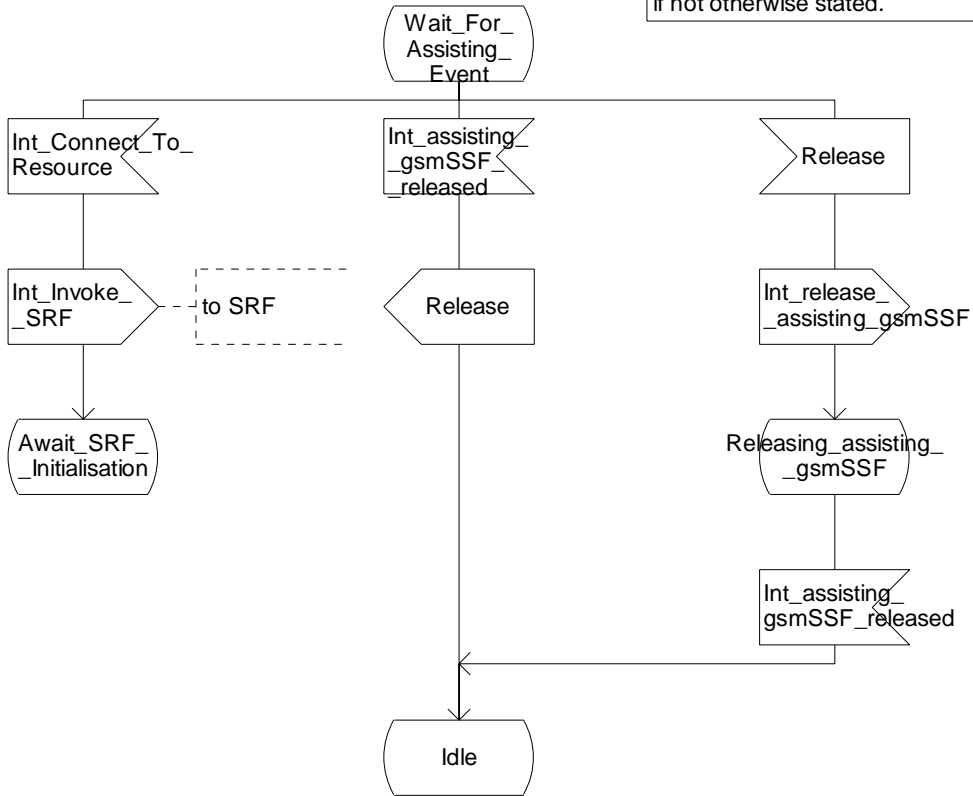 if not otherwise stated.
Wait_For_
Assisting_
Event
Int_Connect_To_
Resource
Int_assisting_
_gsmSSF_
_released
Release
Int_Invoke_
_SRF
to SRF
Release
Int_release_
_assisting_gsmSSF
Await_SRF_
_Initialisation
Releasing_assisting_
_gsmSSF
Int_assisting_
gsmSSF_released
Idle